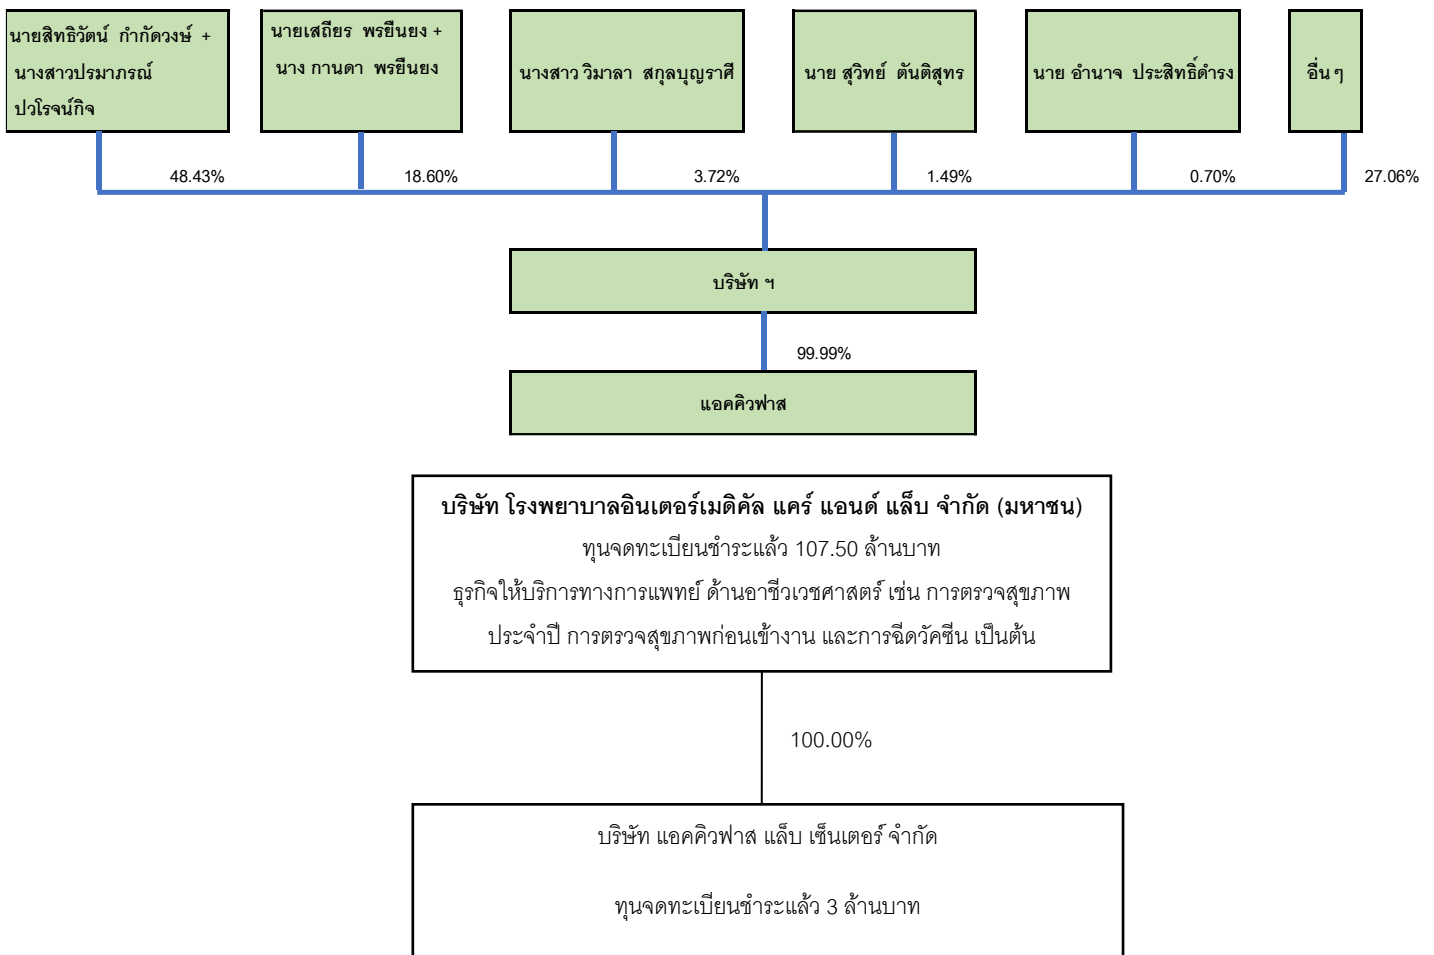 นายสิทธิวัตน์ กำกัดวงษ์ +
นางสาวปรมาภรณ์
ปวโรจน์กิจ
นายเสถียร พรยืนยง +
นาง กานดา พรยืนยง
นางสาว วิมาลา สกุลบุญราศี
นาย สุวิทย์ ตันติสุทร
นาย อำนาจ ประสิทธิ์ดำรง
อื่น ๆ
48.43%
18.60%
3.72%
1.49%
0.70%
27.06%
บริษัท ฯ
99.99%
แอคคิวฟาส
บริษัท โรงพยาบาลอินเตอร์เมดิคัล แคร์ แอนด์ แล็บ จำกัด (มหาชน)
ทุนจดทะเบียนชำระแล้ว 107.50 ล้านบาท
ธุรกิจให้บริการทางการแพทย์ ด้านอาชีวเวชศาสตร์ เช่น การตรวจสุขภาพ
ประจำปี การตรวจสุขภาพก่อนเข้างาน และการฉีดวัคซีน เป็นต้น
100.00%
บริษัท แอคคิวฟาส แล็บ เซ็นเตอร์ จำกัด
ทุนจดทะเบียนชำระแล้ว 3 ล้านบาท